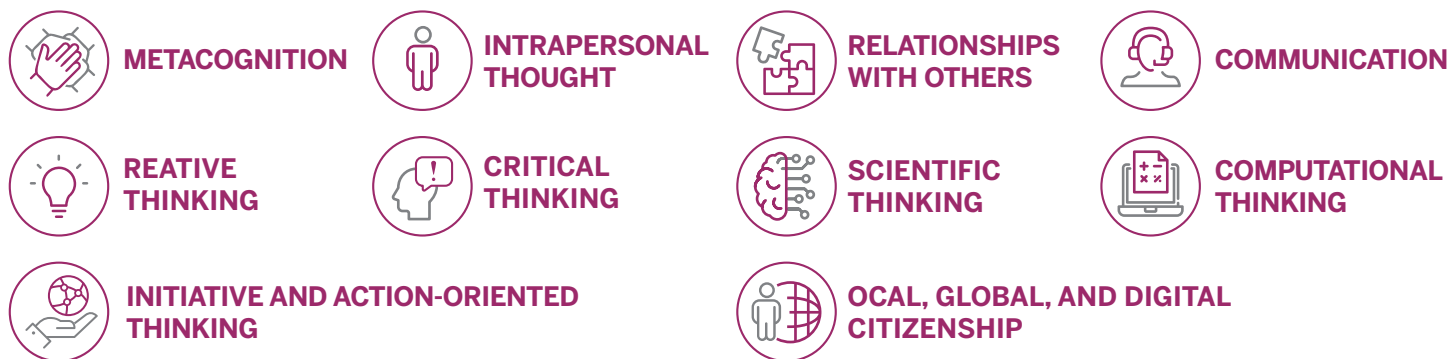 METACOGNITION
INTRAPERSONAL
THOUGHT
RELATIONSHIPS
WITH OTHERS
COMMUNICATION
REATIVE
THINKING
CRITICAL
THINKING
SCIENTIFIC
THINKING
COMPUTATIONAL
THINKING
INITIATIVE AND ACTION-ORIENTED
THINKING
OCAL, GLOBAL, AND DIGITAL
CITIZENSHIP